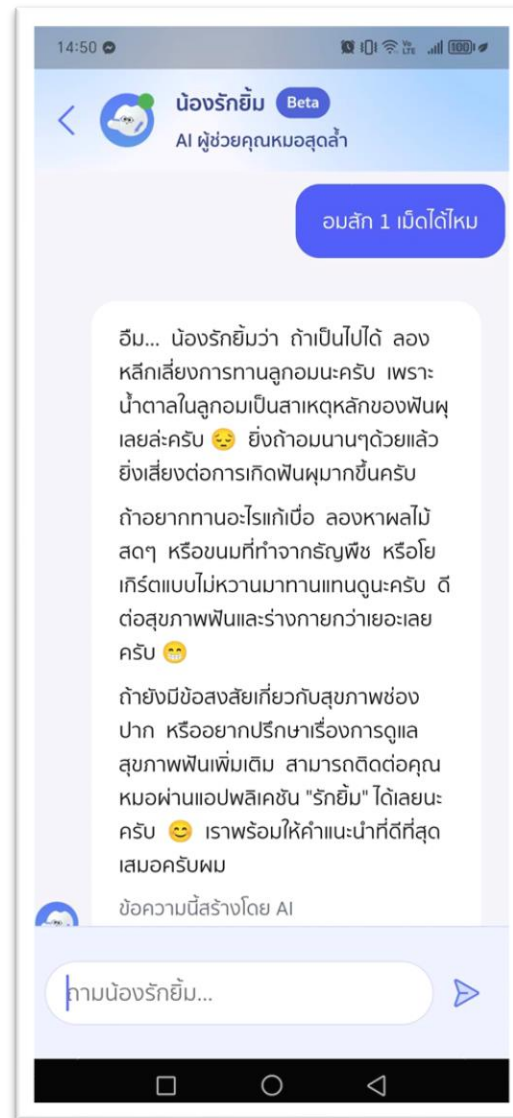 14:50
Vo
LTE
100
น้องรักยิ้ม Beta
AI ผู้ช่วยคุณหมอสุดล้ำ
อมสัก 1 เม็ดได้ไหม
อืม... น้องรักยิ้มว่า ถ้าเป็นไปได้ ลอง
หลีกเลี่ยงการทานลูกอมนะครับ เพราะ
น้ำตาลในลูกอมเป็นสาเหตุหลักของฟันผุ
เลยล่ะครับ 😔 ยิ่งถ้าอมนานๆด้วยแล้ว
ยิ่งเสี่ยงต่อการเกิดฟันผุมากขึ้นครับ
ถ้าอยากทานอะไรแก้เบื่อ ลองหาผลไม้
สดๆ หรือขนมที่ทำจากธัญพืช หรือโย
เกิร์ตแบบไม่หวานมาทานแทนดูนะครับ ดี
ต่อสุขภาพฟันและร่างกายกว่าเยอะเลย
ครับ 😁
ถ้ายังมีข้อสงสัยเกี่ยวกับสุขภาพช่อง
ปาก หรืออยากปรึกษาเรื่องการดูแล
สุขภาพฟันเพิ่มเติม สามารถติดต่อคุณ
หมอผ่านแอปพลิเคชัน "รักยิ้ม" ได้เลยนะ
ครับ 😊 เราพร้อมให้คำแนะนำที่ดีที่สุด
เสมอครับผม
ข้อความนี้สร้างโดย AI
ถามน้องรักยิ้ม...